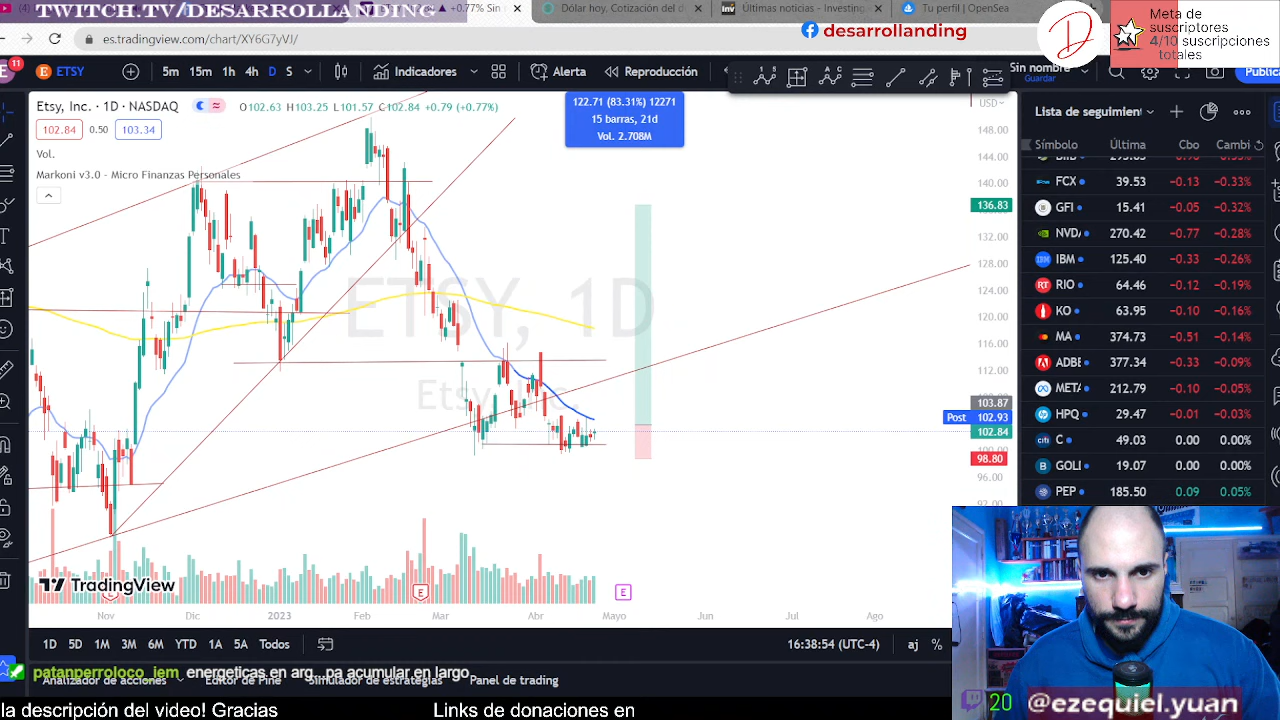 TWITCH.TV/DESARROLLANDING
+0.77%
Dólar hoy. Cotización del d
Últimas noticias - Investing
Tu perfil | OpenSea
es.tradingview.com/chart/XY6G7yVJ/
desarrollanding
Meta de
suscriptores
4/10 suscripciones
totales
11
ETSY
5m 15m 1h 4h D S
Indicadores
Alerta
Reproducción
Sin nombre
Guardar
Publica
Etsy, Inc. · 1D · NASDAQ
O102.63 H103.25 L101.57 C102.84 +0.79 (+0.77%)
102.84 0.50 103.34
Vol.
Markoni v3.0 - Micro Finanzas Personales
122.71 (83.31%) 12271
15 barras, 21d
Vol. 2.708M
ETSY, 1D
Etsy, Inc.
USD
148.00
144.00
140.00
136.83
132.00
128.00
124.00
120.00
116.00
112.00
103.87
Post 102.93
102.84
98.80
96.00
92.00
TradingView
Nov Dic 2023 Feb Mar Abr Mayo Jun Jul Ago
1D 5D 1M 3M 6M YTD 1A 5A Todos
16:38:54 (UTC-4)
aj %
Lista de seguimient
Símbolo Última Cbo Cambi
FCX 39.53 −0.13 −0.33%
GFI 15.41 −0.05 −0.32%
NVDA 270.42 −0.77 −0.28%
IBM 125.40 −0.33 −0.26%
RIO 64.46 −0.12 −0.19%
KO 63.95 −0.10 −0.16%
MA 374.73 −0.51 −0.14%
ADBE 377.34 −0.33 −0.09%
META 212.79 −0.10 −0.05%
HPQ 29.47 −0.01 −0.03%
C 49.03 0.00 0.00%
GOLI 19.07 0.00 0.00%
PEP 185.50 0.09 0.05%
patanperroloco_iem energeticas en arg.. pa acumular en largo
Analizador de acciones Editor de Pine Simulador de estrategias Panel de trading
la descripción del video! Gracias Links de donaciones en
20 @ezequiel.yuan